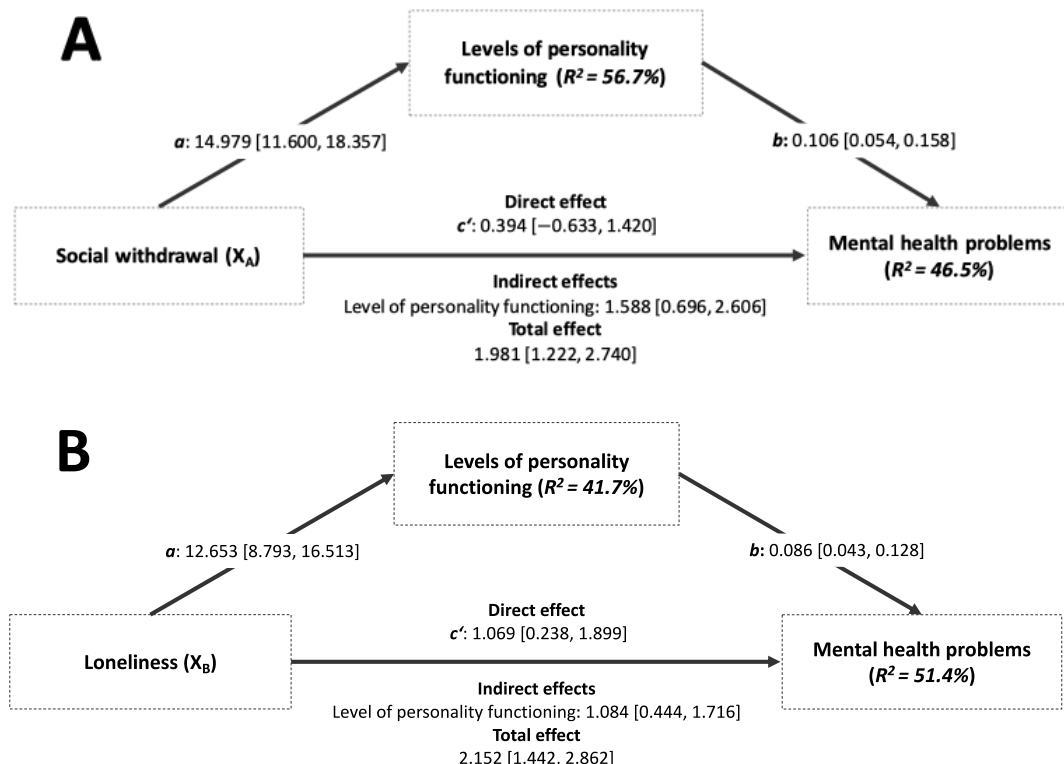 A
Levels of personality
functioning (R² = 56.7%)
a: 14.979 [11.600, 18.357]
b: 0.106 [0.054, 0.158]
Direct effect
c‘: 0.394 [−0.633, 1.420]
Social withdrawal (X_A)
Mental health problems
(R² = 46.5%)
Indirect effects
Level of personality functioning: 1.588 [0.696, 2.606]
Total effect
1.981 [1.222, 2.740]
B
Levels of personality
functioning (R² = 41.7%)
a: 12.653 [8.793, 16.513]
b: 0.086 [0.043, 0.128]
Direct effect
c‘: 1.069 [0.238, 1.899]
Loneliness (X_B)
Mental health problems
(R² = 51.4%)
Indirect effects
Level of personality functioning: 1.084 [0.444, 1.716]
Total effect
2.152 [1.442, 2.862]